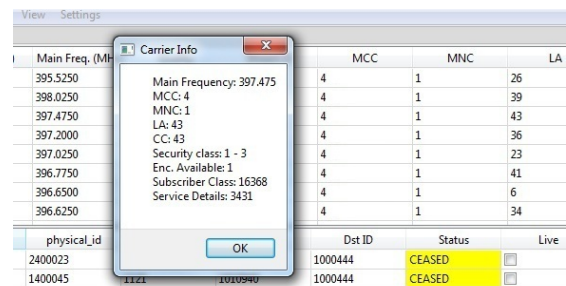 View Settings
Carrier Info
Main Freq. (MH MCC MNC LA
395.5250 4 1 26
398.0250 4 1 39
397.4750 4 1 43
397.2000 4 1 36
397.0250 4 1 23
396.7750 4 1 41
396.6500 4 1 6
396.6250 4 1 34
Main Frequency: 397.475
MCC: 4
MNC: 1
LA: 43
CC: 43
Security class: 1 - 3
Enc. Available: 1
Subscriber Class: 16368
Service Details: 3431
OK
physical_id Dst ID Status Live
2400023 1000444 CEASED
1400045 1121 1010940 1000444 CEASED